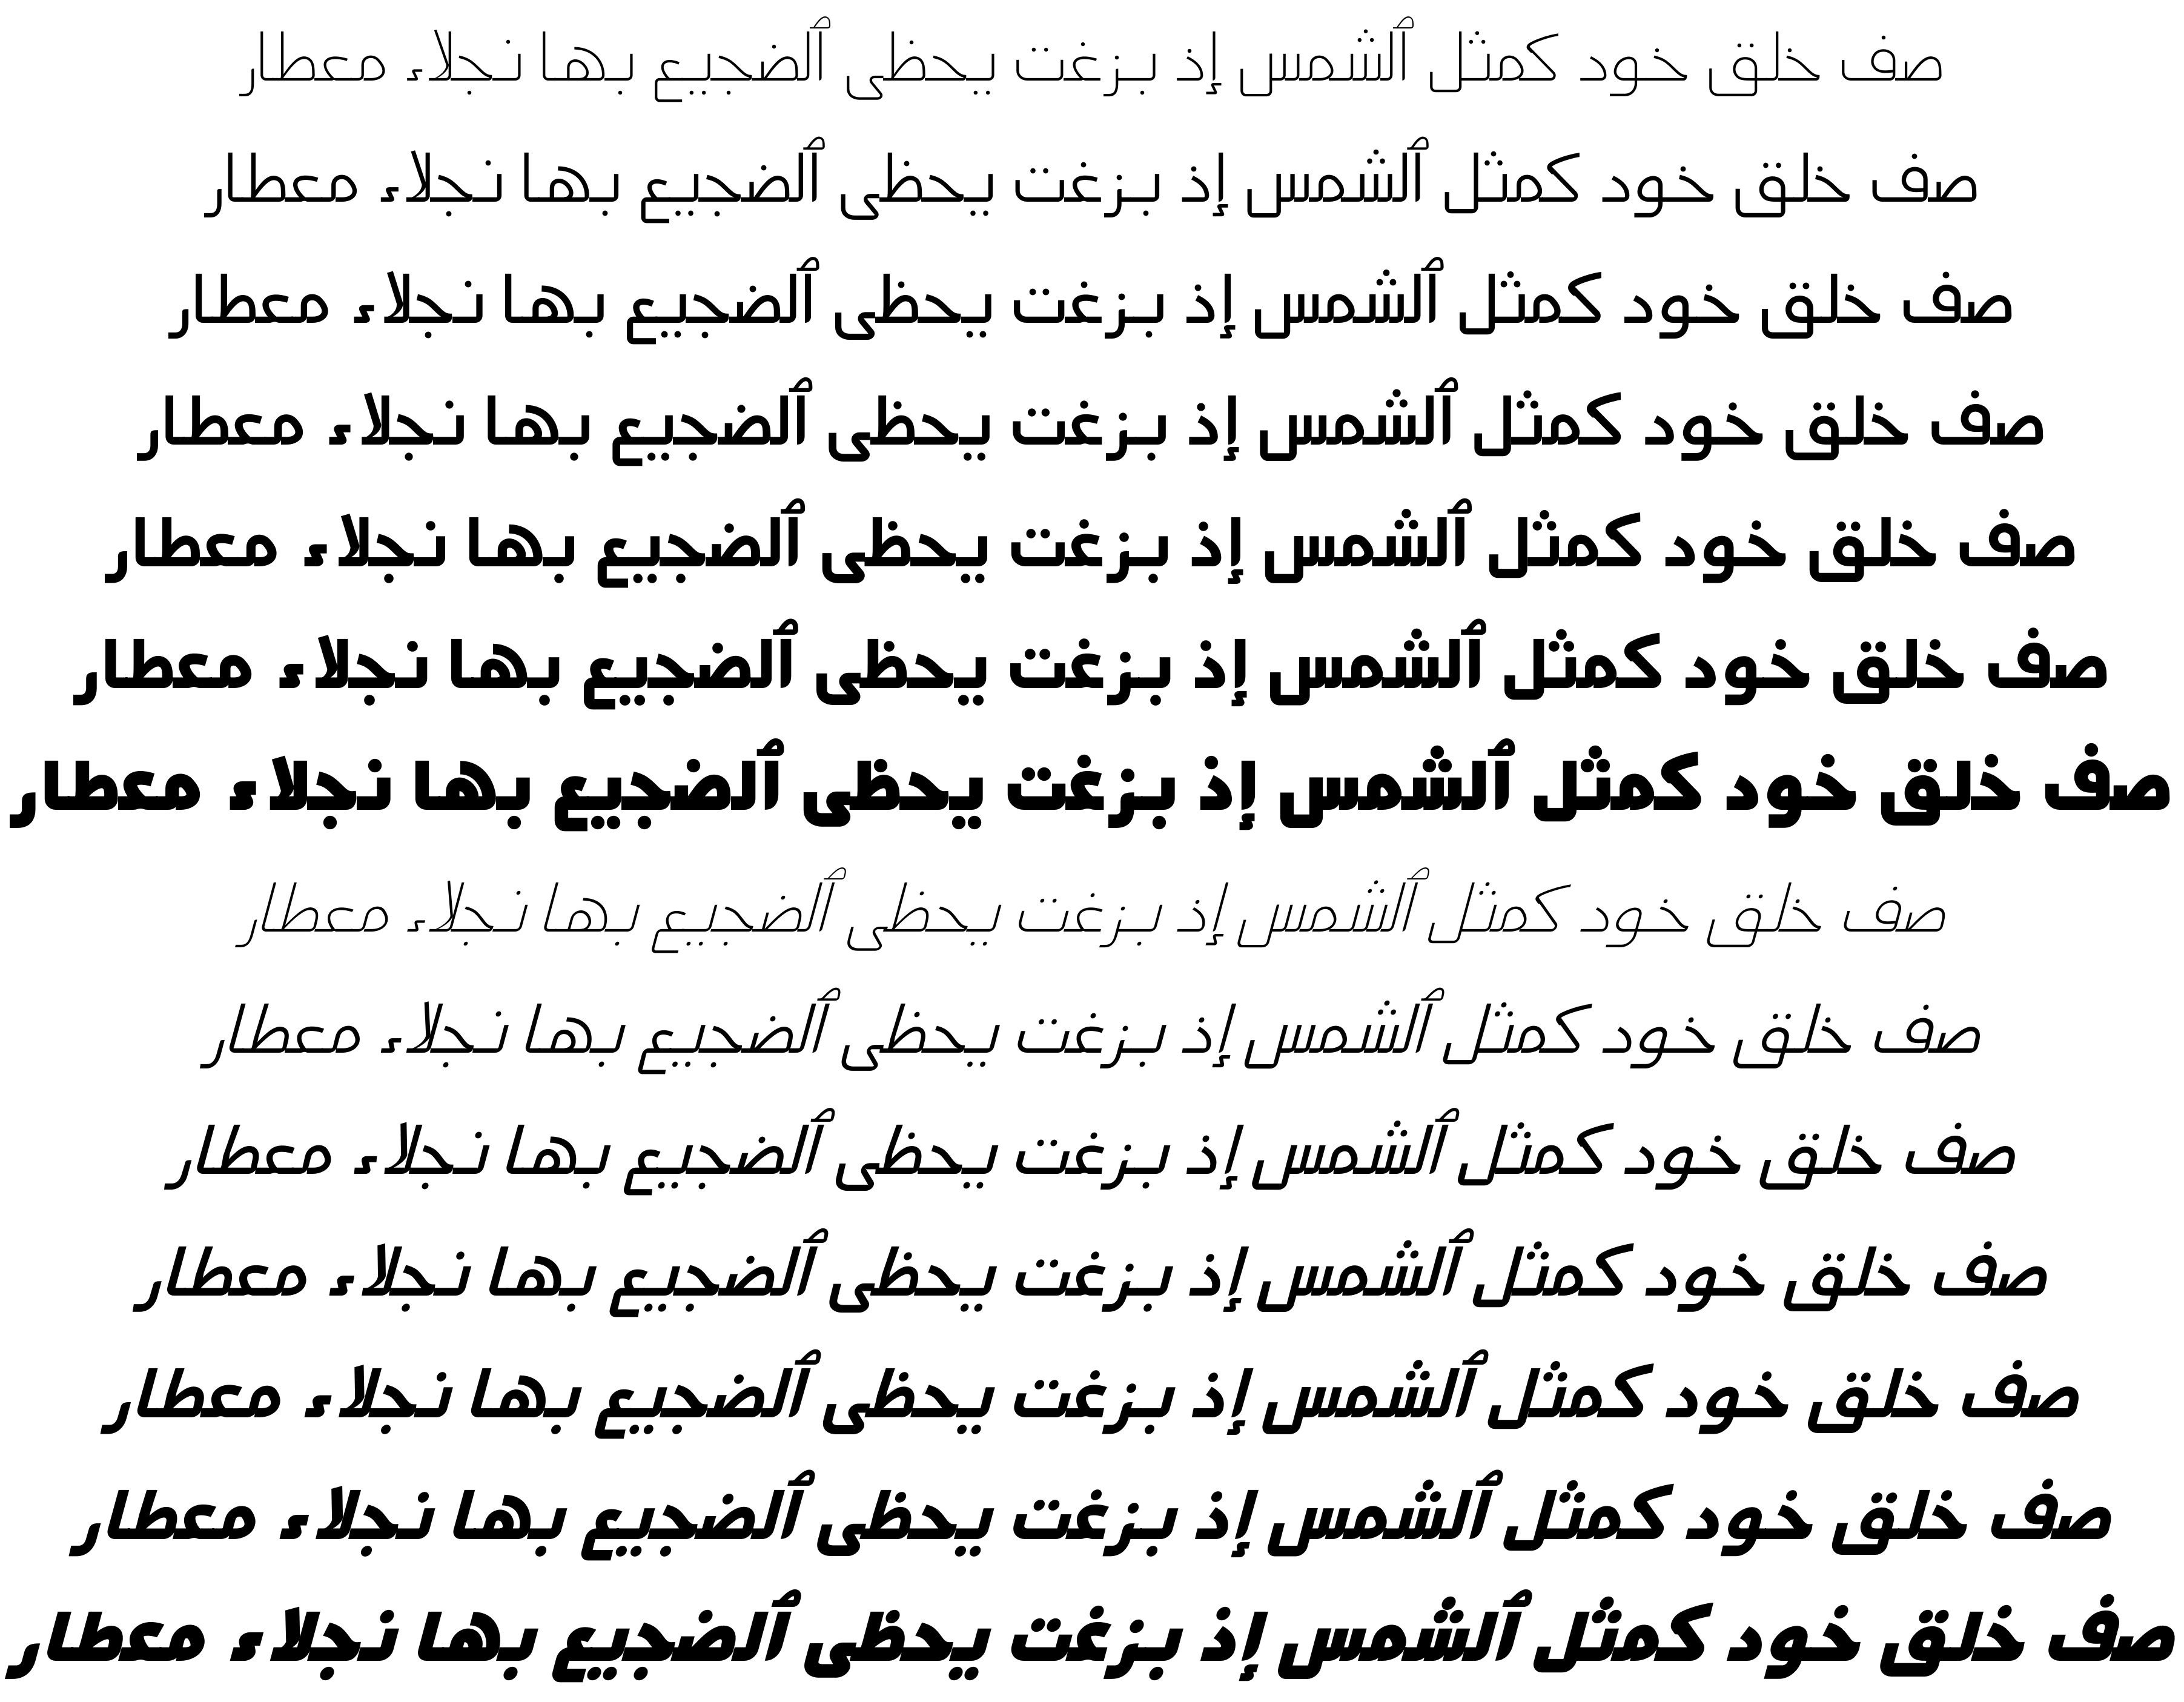 صف خلق خود كمثل ٱلشمس إذ بزغت يحظى ٱلضجيع بها نجلاء معطار
صف خلق خود كمثل ٱلشمس إذ بزغت يحظى ٱلضجيع بها نجلاء معطار
صف خلق خود كمثل ٱلشمس إذ بزغت يحظى ٱلضجيع بها نجلاء معطار
صف خلق خود كمثل ٱلشمس إذ بزغت يحظى ٱلضجيع بها نجلاء معطار
صف خلق خود كمثل ٱلشمس إذ بزغت يحظى ٱلضجيع بها نجلاء معطار
صف خلق خود كمثل ٱلشمس إذ بزغت يحظى ٱلضجيع بها نجلاء معطار
صف خلق خود كمثل ٱلشمس إذ بزغت يحظى ٱلضجيع بها نجلاء معطار
صف خلق خود كمثل ٱلشمس إذ بزغت يحظى ٱلضجيع بها نجلاء معطار
صف خلق خود كمثل ٱلشمس إذ بزغت يحظى ٱلضجيع بها نجلاء معطار
صف خلق خود كمثل ٱلشمس إذ بزغت يحظى ٱلضجيع بها نجلاء معطار
صف خلق خود كمثل ٱلشمس إذ بزغت يحظى ٱلضجيع بها نجلاء معطار
صف خلق خود كمثل ٱلشمس إذ بزغت يحظى ٱلضجيع بها نجلاء معطار
صف خلق خود كمثل ٱلشمس إذ بزغت يحظى ٱلضجيع بها نجلاء معطار
صف خلق خود كمثل ٱلشمس إذ بزغت يحظى ٱلضجيع بها نجلاء معطار